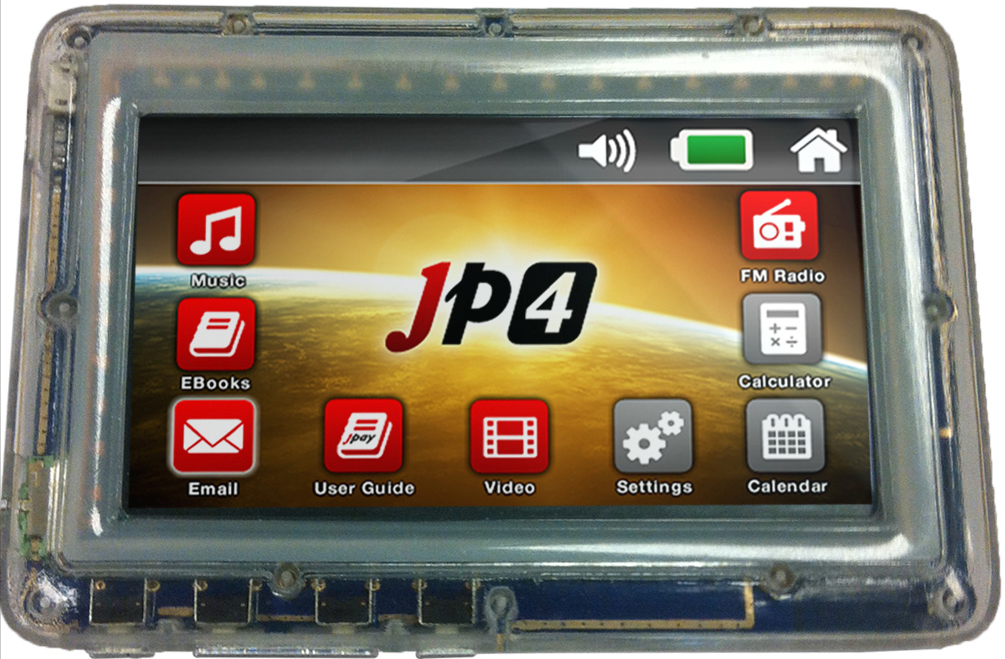 Music
FM Radio
JP4
EBooks
Calculator
jpay
Email
User Guide
Video
Settings
Calendar